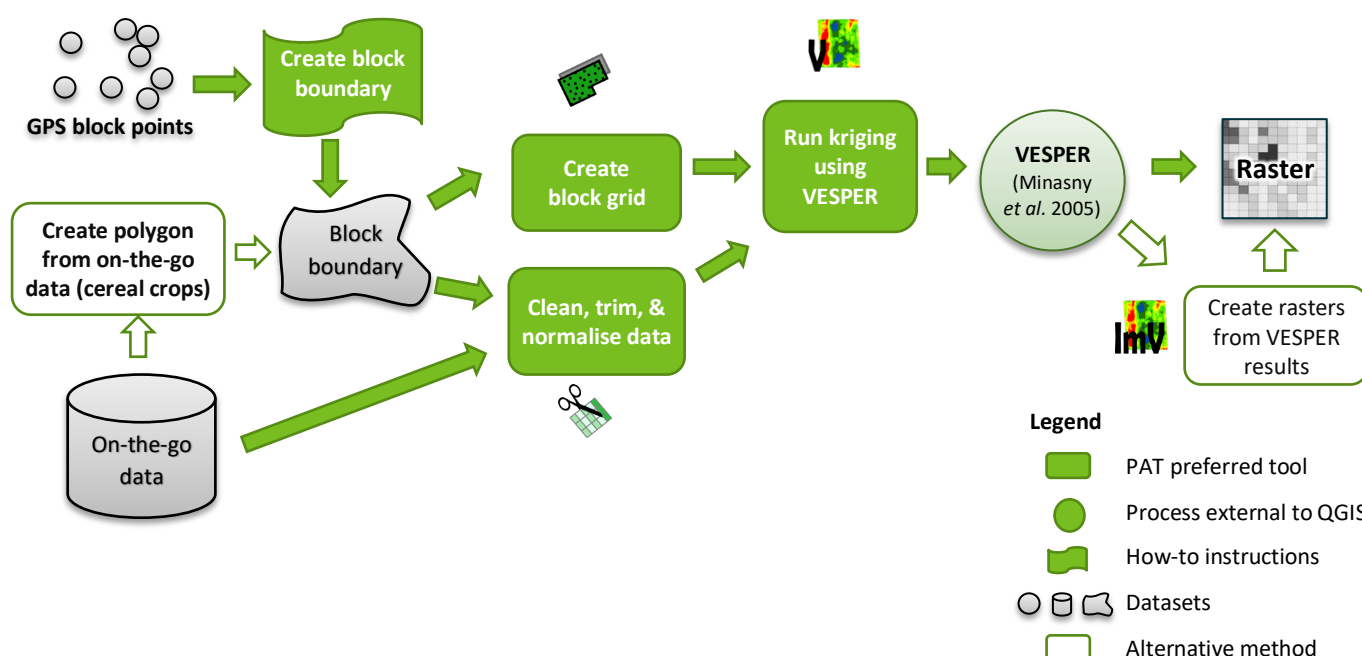 Create block
boundary
GPS block points
Create polygon
from on-the-go
data (cereal crops)
Block
boundary
On-the-go
data
Create
block grid
Clean, trim, &
normalise data
V
Run kriging
using
VESPER
VESPER
(Minasny
et al. 2005)
Raster
ImV
Create rasters
from VESPER
results
Legend
PAT preferred tool
Process external to QGIS
How-to instructions
Datasets
Alternative method